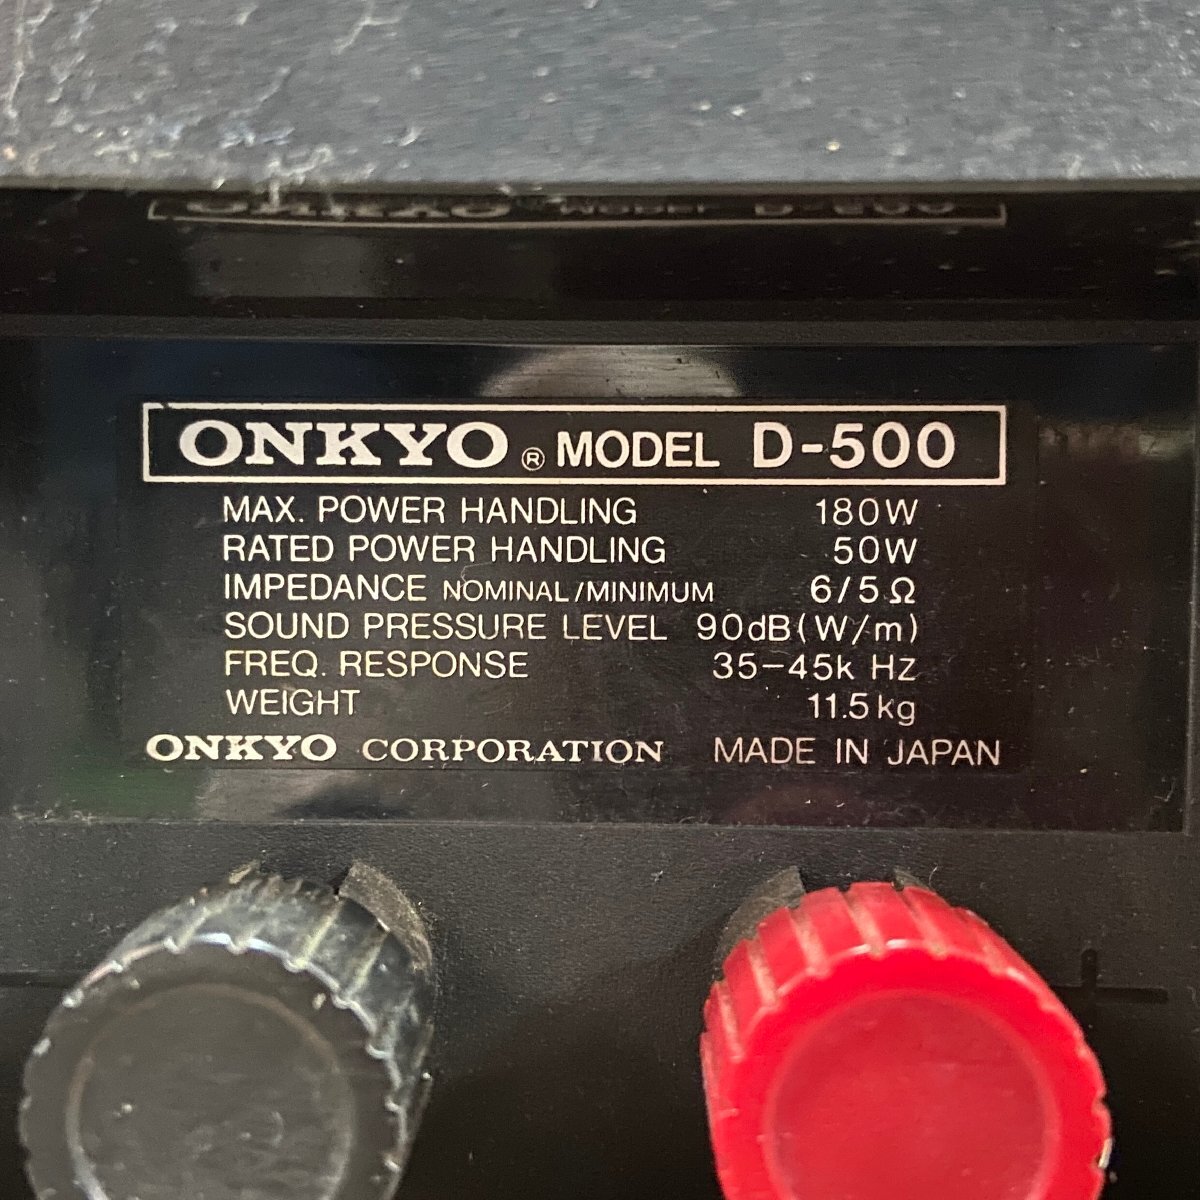 ONKYO® MODEL D-500
MAX. POWER HANDLING 180W
RATED POWER HANDLING 50W
IMPEDANCE NOMINAL/MINIMUM 6/5Ω
SOUND PRESSURE LEVEL 90dB(W/m)
FREQ. RESPONSE 35-45k Hz
WEIGHT 11.5kg
ONKYO CORPORATION MADE IN JAPAN
+